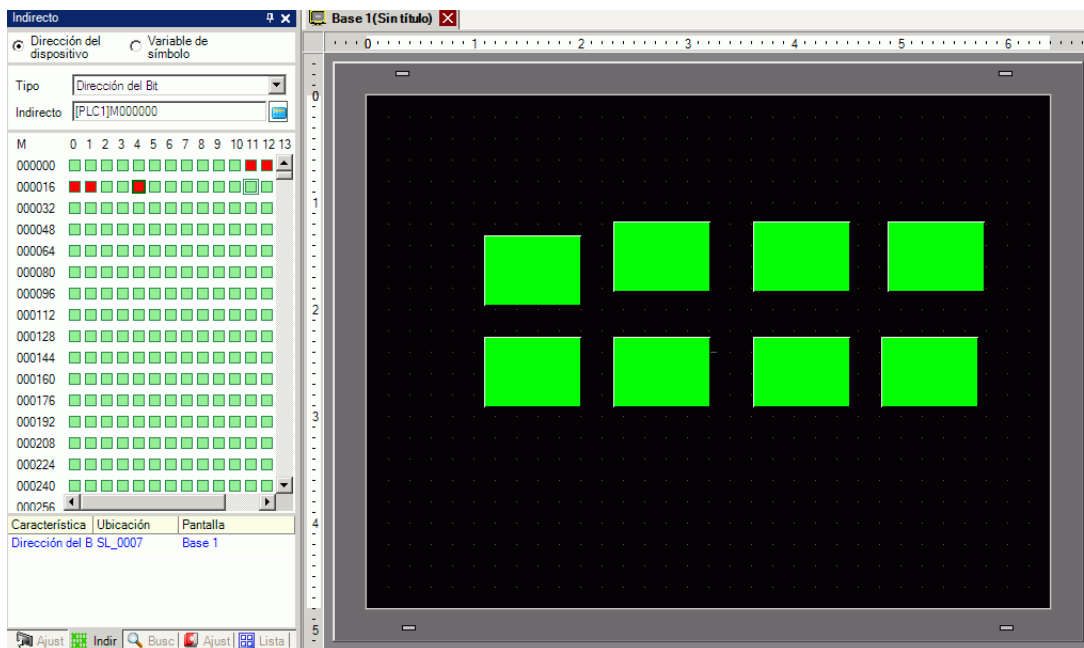 Indirecto
Base 1(Sin título)
Dirección del dispositivo
Variable de símbolo
0 1 2 3 4 5 6
Tipo Dirección del Bit
Indirecto [PLC1]M000000
M 0 1 2 3 4 5 6 7 8 9 10 11 12 13
000000
000016
000032
000048
000064
000080
000096
000112
000128
000144
000160
000176
000192
000208
000224
000240
000256
0
1
2
3
4
5
Característica Ubicación Pantalla
Dirección del B SL_0007 Base 1
Ajust Indir Busc Ajust Lista